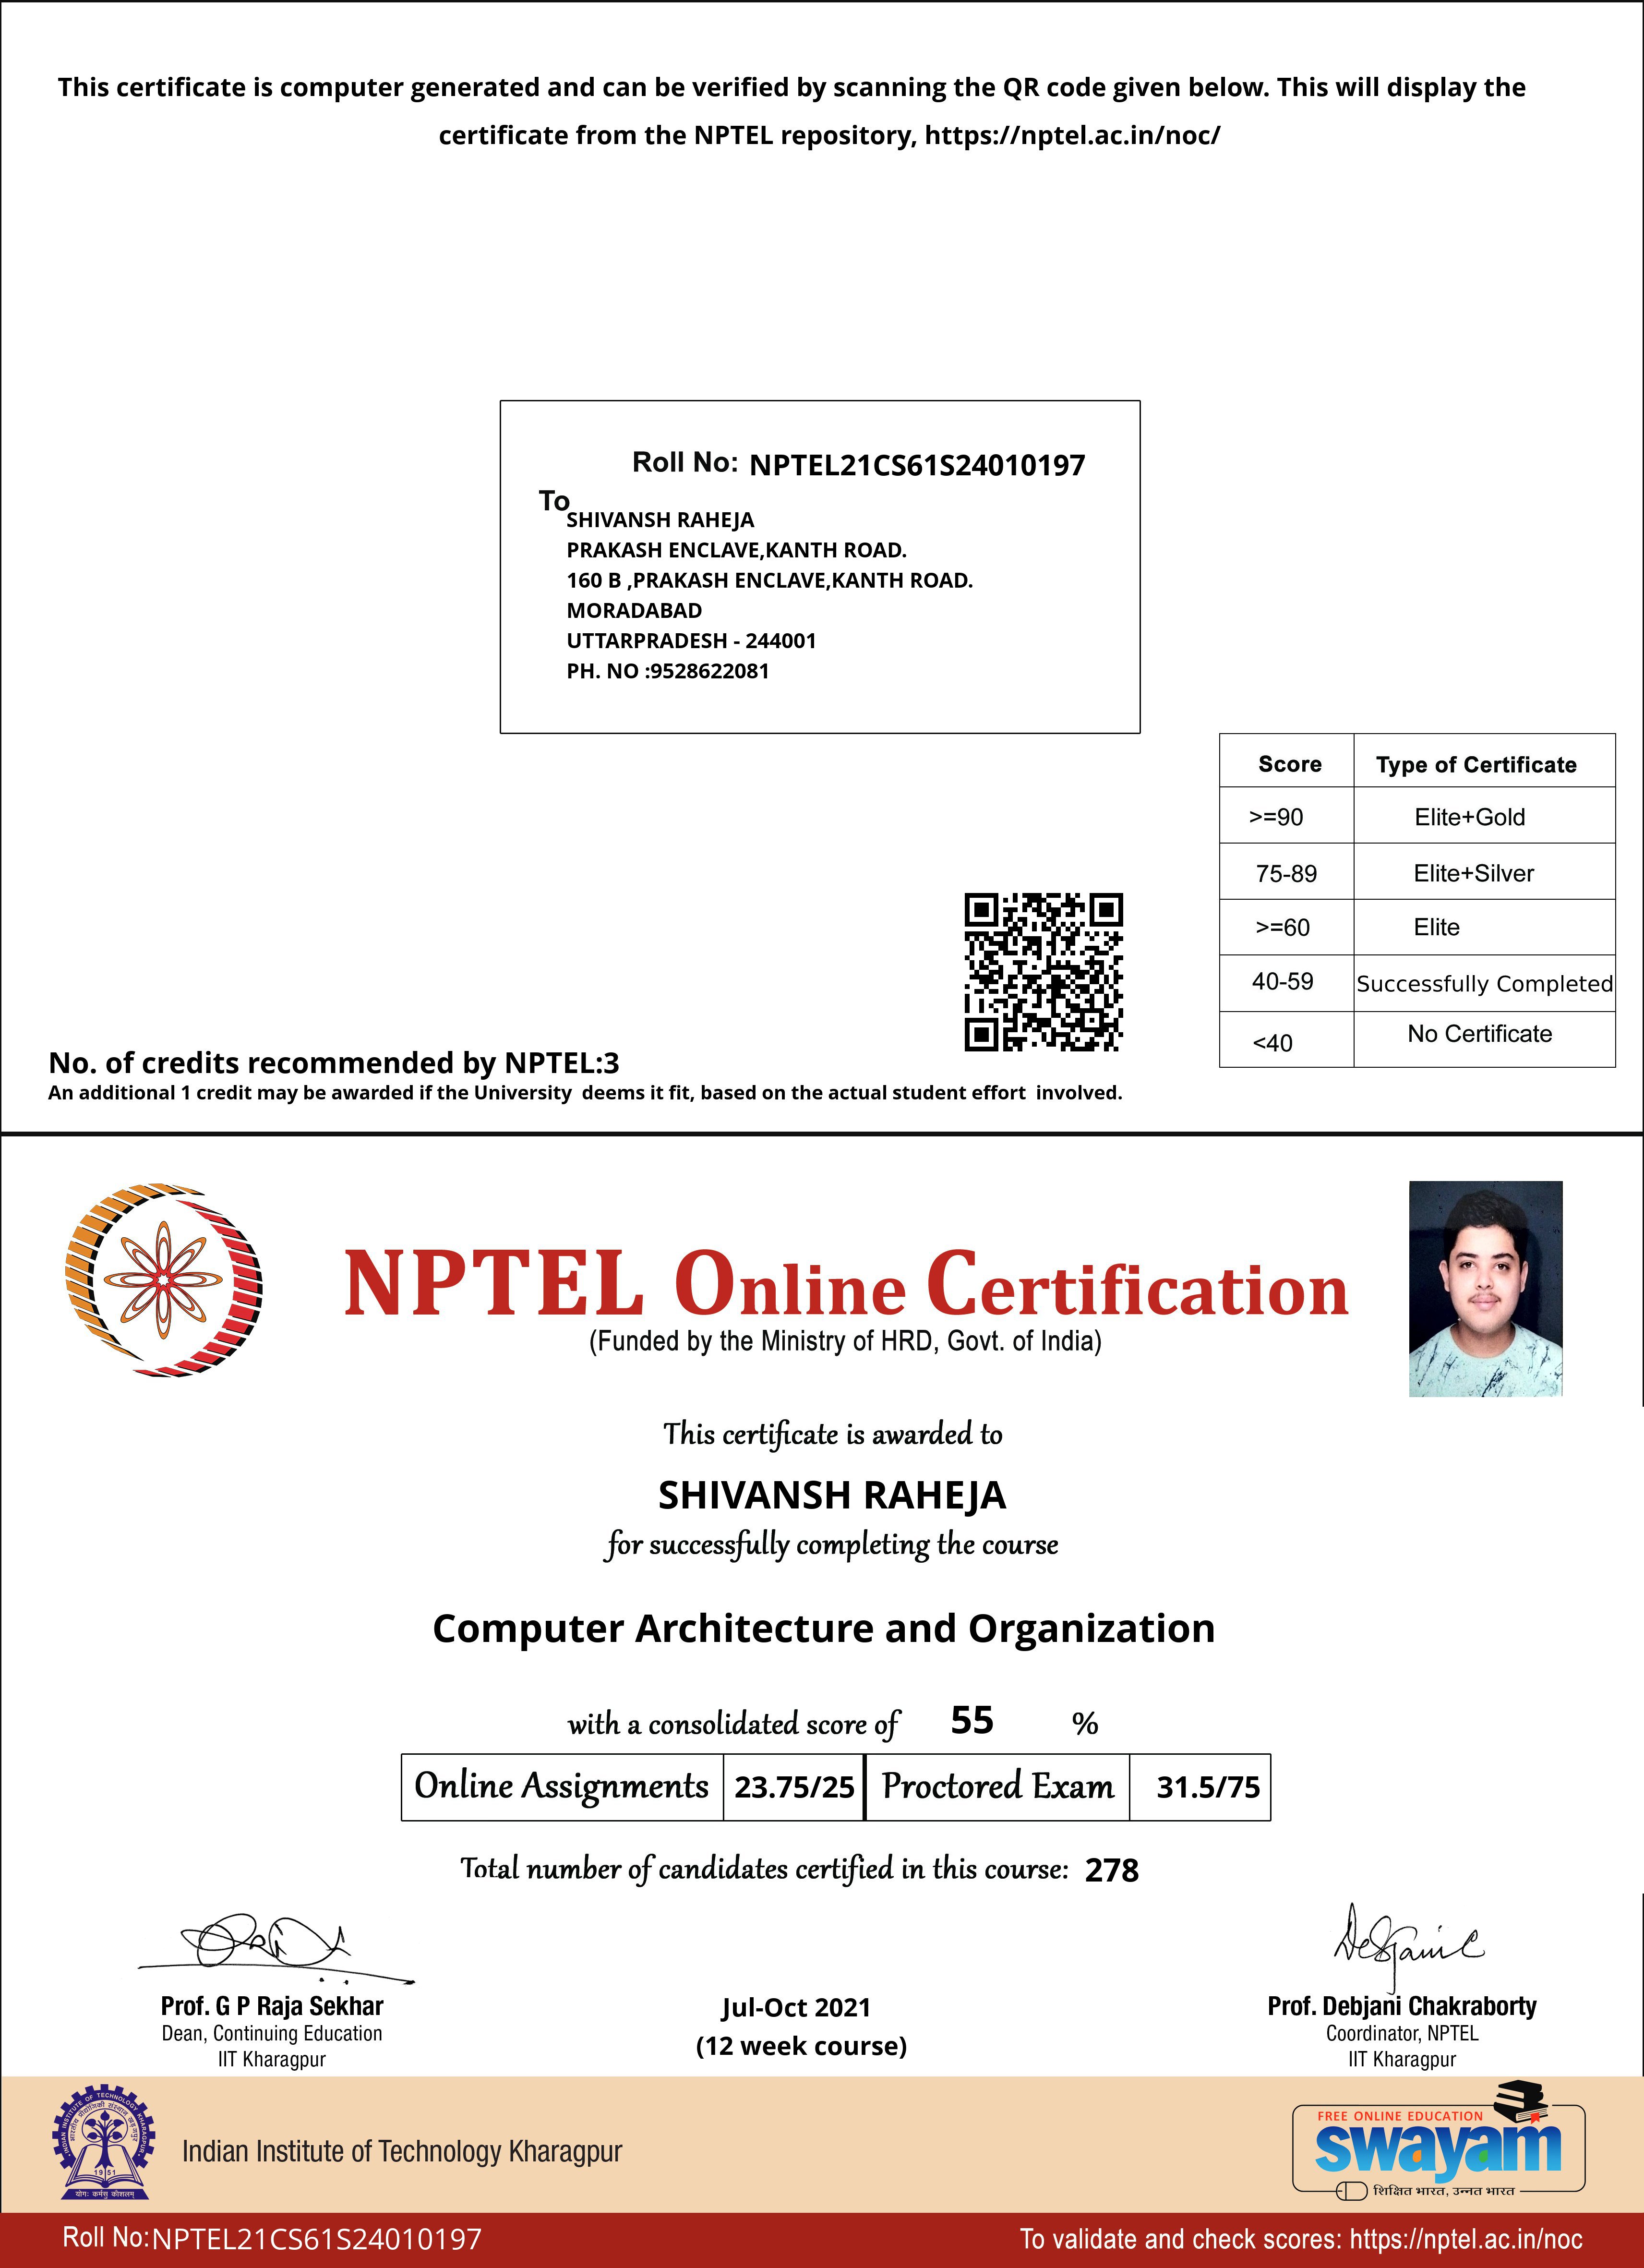 This certificate is computer generated and can be verified by scanning the QR code given below. This will display the
certificate from the NPTEL repository, https://nptel.ac.in/noc/
Roll No: NPTEL21CS61S24010197
To
SHIVANSH RAHEJA
PRAKASH ENCLAVE,KANTH ROAD.
160 B ,PRAKASH ENCLAVE,KANTH ROAD.
MORADABAD
UTTARPRADESH - 244001
PH. NO :9528622081
Score Type of Certificate
>=90 Elite+Gold
75-89 Elite+Silver
>=60 Elite
40-59 Successfully Completed
<40 No Certificate
No. of credits recommended by NPTEL:3
An additional 1 credit may be awarded if the University deems it fit, based on the actual student effort involved.
NPTEL Online Certification
(Funded by the Ministry of HRD, Govt. of India)
This certificate is awarded to
SHIVANSH RAHEJA
for successfully completing the course
Computer Architecture and Organization
with a consolidated score of 55 %
Online Assignments 23.75/25 Proctored Exam 31.5/75
Total number of candidates certified in this course: 278
Prof. G P Raja Sekhar
Dean, Continuing Education
IIT Kharagpur
Jul-Oct 2021
(12 week course)
Debjani C
Prof. Debjani Chakraborty
Coordinator, NPTEL
IIT Kharagpur
INDIAN INSTITUTE OF TECHNOLOGY KHARAGPUR
भारतीय प्रौद्योगिकी संस्थान खड़गपुर
1951
योगः कर्मसु कौशलम्
Indian Institute of Technology Kharagpur
FREE ONLINE EDUCATION
swayam
शिक्षित भारत, उन्नत भारत
Roll No:NPTEL21CS61S24010197
To validate and check scores: https://nptel.ac.in/noc